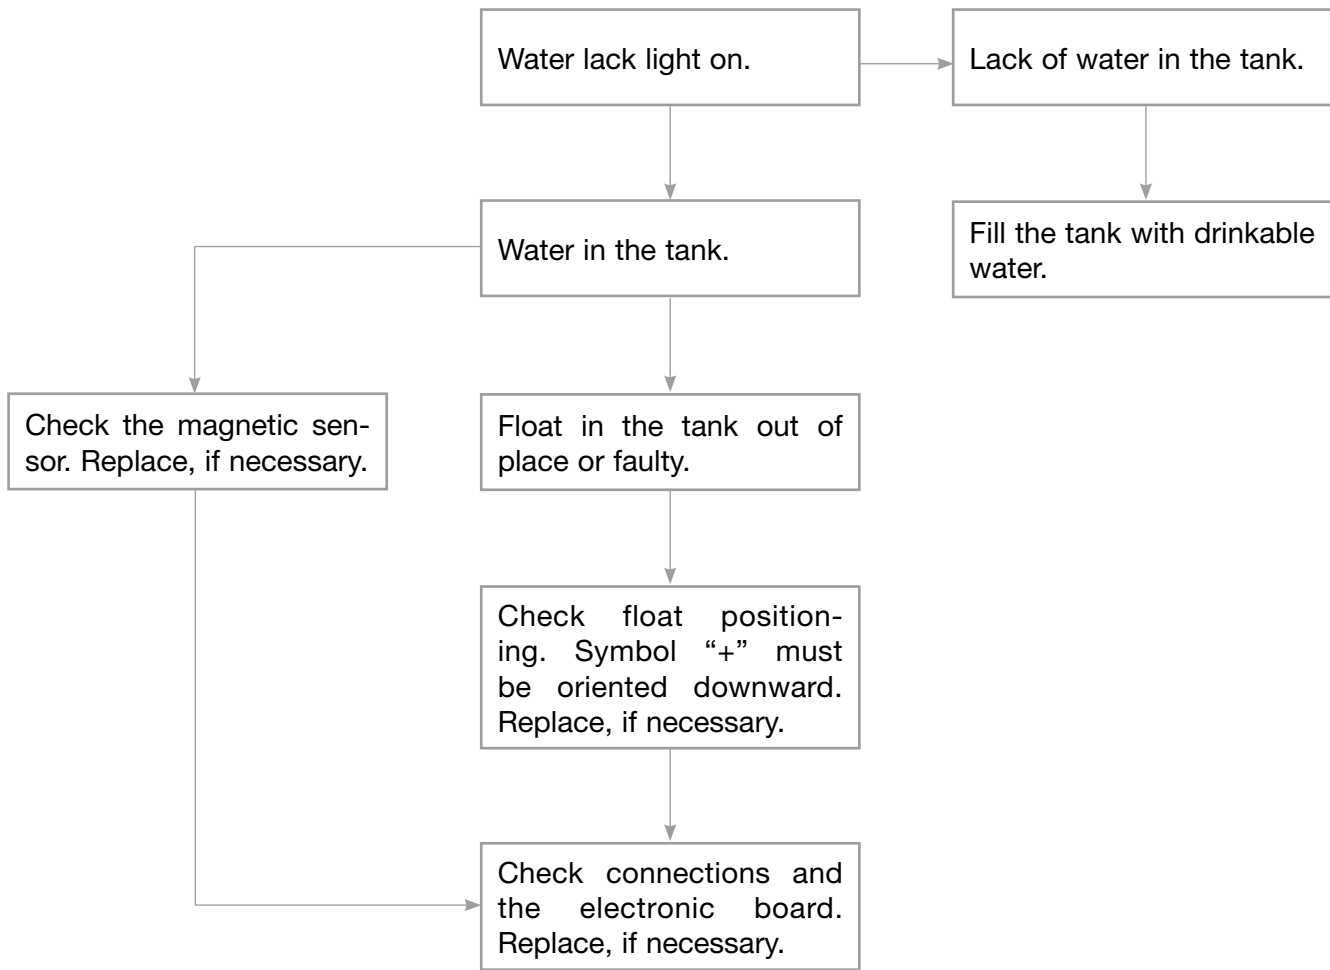 Water lack light on.
Lack of water in the tank.
Water in the tank.
Fill the tank with drinkable
water.
Check the magnetic sen-
sor. Replace, if necessary.
Float in the tank out of
place or faulty.
Check float position-
ing. Symbol “+” must
be oriented downward.
Replace, if necessary.
Check connections and
the electronic board.
Replace, if necessary.